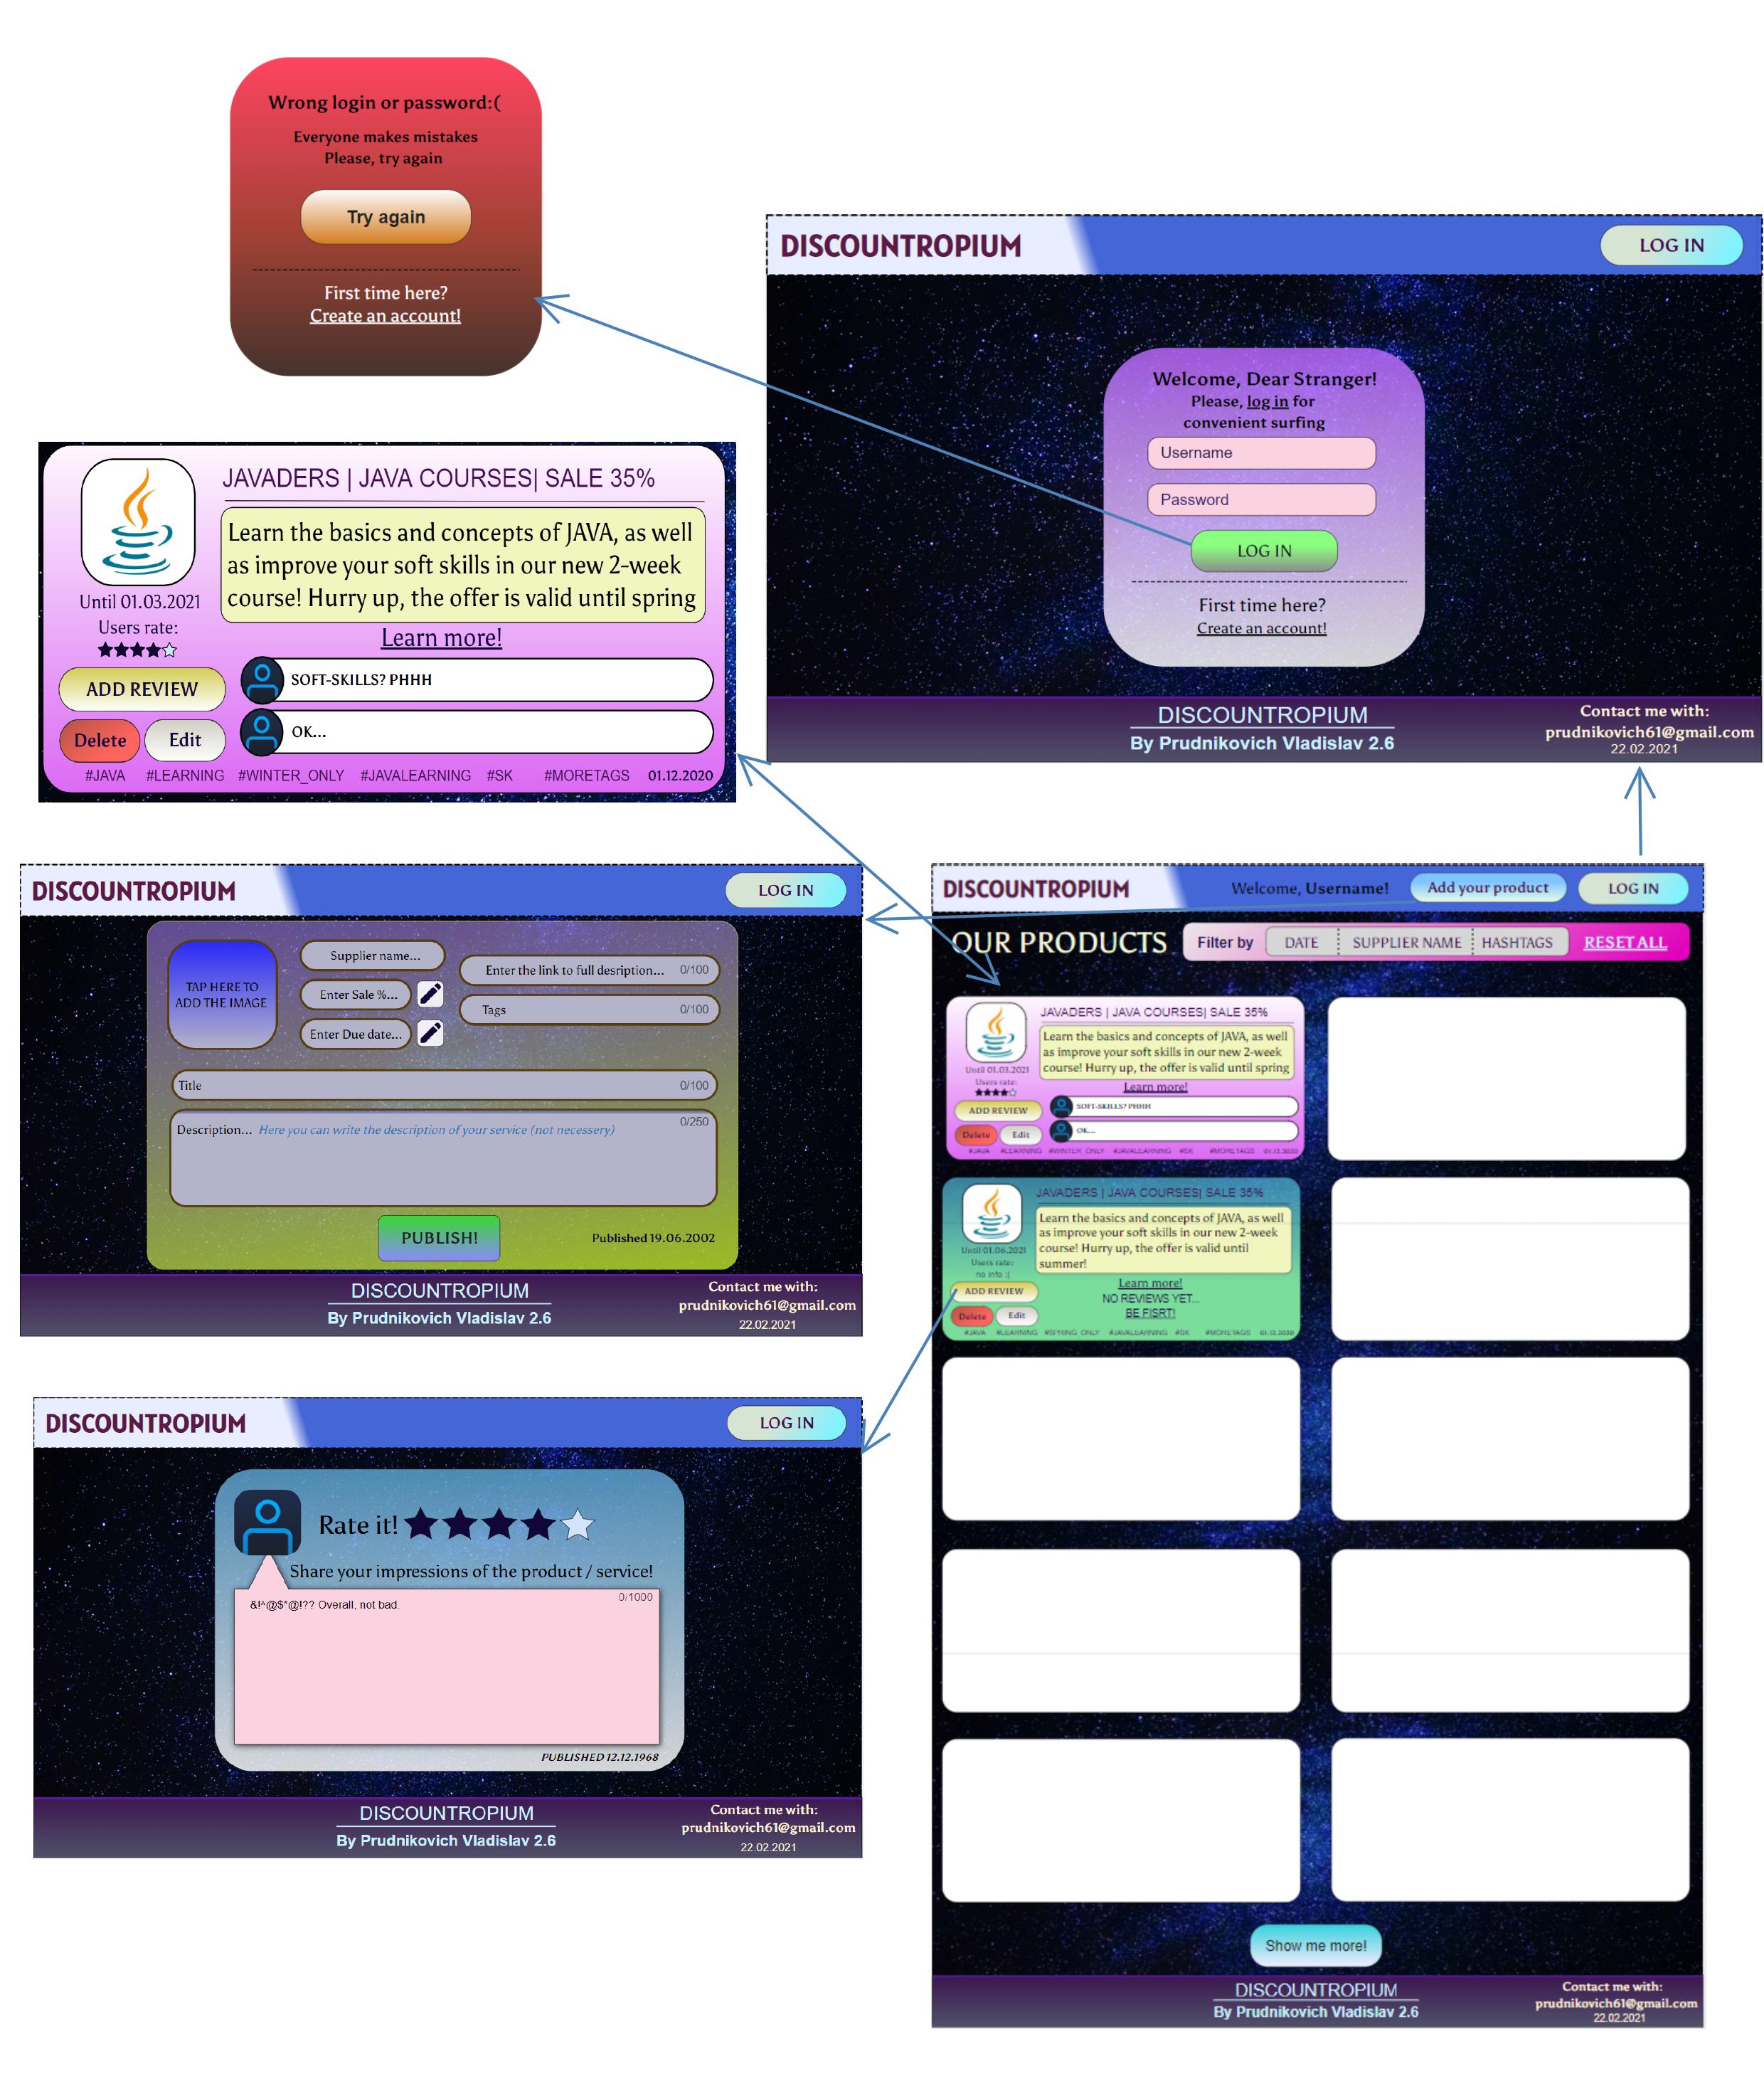 Wrong login or password:(
Everyone makes mistakes
Please, try again
Try again
First time here?
Create an account!
DISCOUNTROPIUM
LOG IN
Welcome, Dear Stranger!
Please, log in for
convenient surfing
Username
Password
LOG IN
First time here?
Create an account!
DISCOUNTROPIUM
By Prudnikovich Vladislav 2.6
Contact me with:
prudnikovich61@gmail.com
22.02.2021
JAVADERS | JAVA COURSES| SALE 35%
Learn the basics and concepts of JAVA, as well
as improve your soft skills in our new 2-week
course! Hurry up, the offer is valid until spring
Until 01.03.2021
Users rate:
Learn more!
ADD REVIEW
SOFT-SKILLS? PHHH
Delete
Edit
OK...
#JAVA #LEARNING #WINTER_ONLY #JAVALEARNING #SK #MORETAGS 01.12.2020
DISCOUNTROPIUM
LOG IN
TAP HERE TO
ADD THE IMAGE
Supplier name...
Enter Sale %...
Enter Due date...
Enter the link to full desription... 0/100
Tags 0/100
Title 0/100
Description... Here you can write the description of your service (not necessery) 0/250
PUBLISH!
Published 19.06.2002
DISCOUNTROPIUM
By Prudnikovich Vladislav 2.6
Contact me with:
prudnikovich61@gmail.com
22.02.2021
DISCOUNTROPIUM
LOG IN
Rate it!
Share your impressions of the product / service!
0/1000
&!^@$*@!?? Overall, not bad.
PUBLISHED 12.12.1968
DISCOUNTROPIUM
By Prudnikovich Vladislav 2.6
Contact me with:
prudnikovich61@gmail.com
22.02.2021
DISCOUNTROPIUM
Welcome, Username!
Add your product
LOG IN
OUR PRODUCTS
Filter by
DATE
SUPPLIER NAME
HASHTAGS
RESET ALL
JAVADERS | JAVA COURSES| SALE 35%
Learn the basics and concepts of JAVA, as well
as improve your soft skills in our new 2-week
course! Hurry up, the offer is valid until spring
Until 01.03.2021
Users rate:
Learn more!
ADD REVIEW
SOFT-SKILLS? PHHH
Delete
Edit
OK...
#JAVA #LEARNING #WINTER_ONLY #JAVALEARNING #SK #MORETAGS 01.12.2020
JAVADERS | JAVA COURSES| SALE 35%
Learn the basics and concepts of JAVA, as well
as improve your soft skills in our new 2-week
course! Hurry up, the offer is valid until
summer!
Until 01.06.2021
Users rate:
no info :|
Learn more!
ADD REVIEW
NO REVIEWS YET...
BE FISRT!
Delete
Edit
#JAVA #LEARNING #SPRING_ONLY #JAVALEARNING #SK #MORETAGS 01.12.2020
Show me more!
DISCOUNTROPIUM
By Prudnikovich Vladislav 2.6
Contact me with:
prudnikovich61@gmail.com
22.02.2021